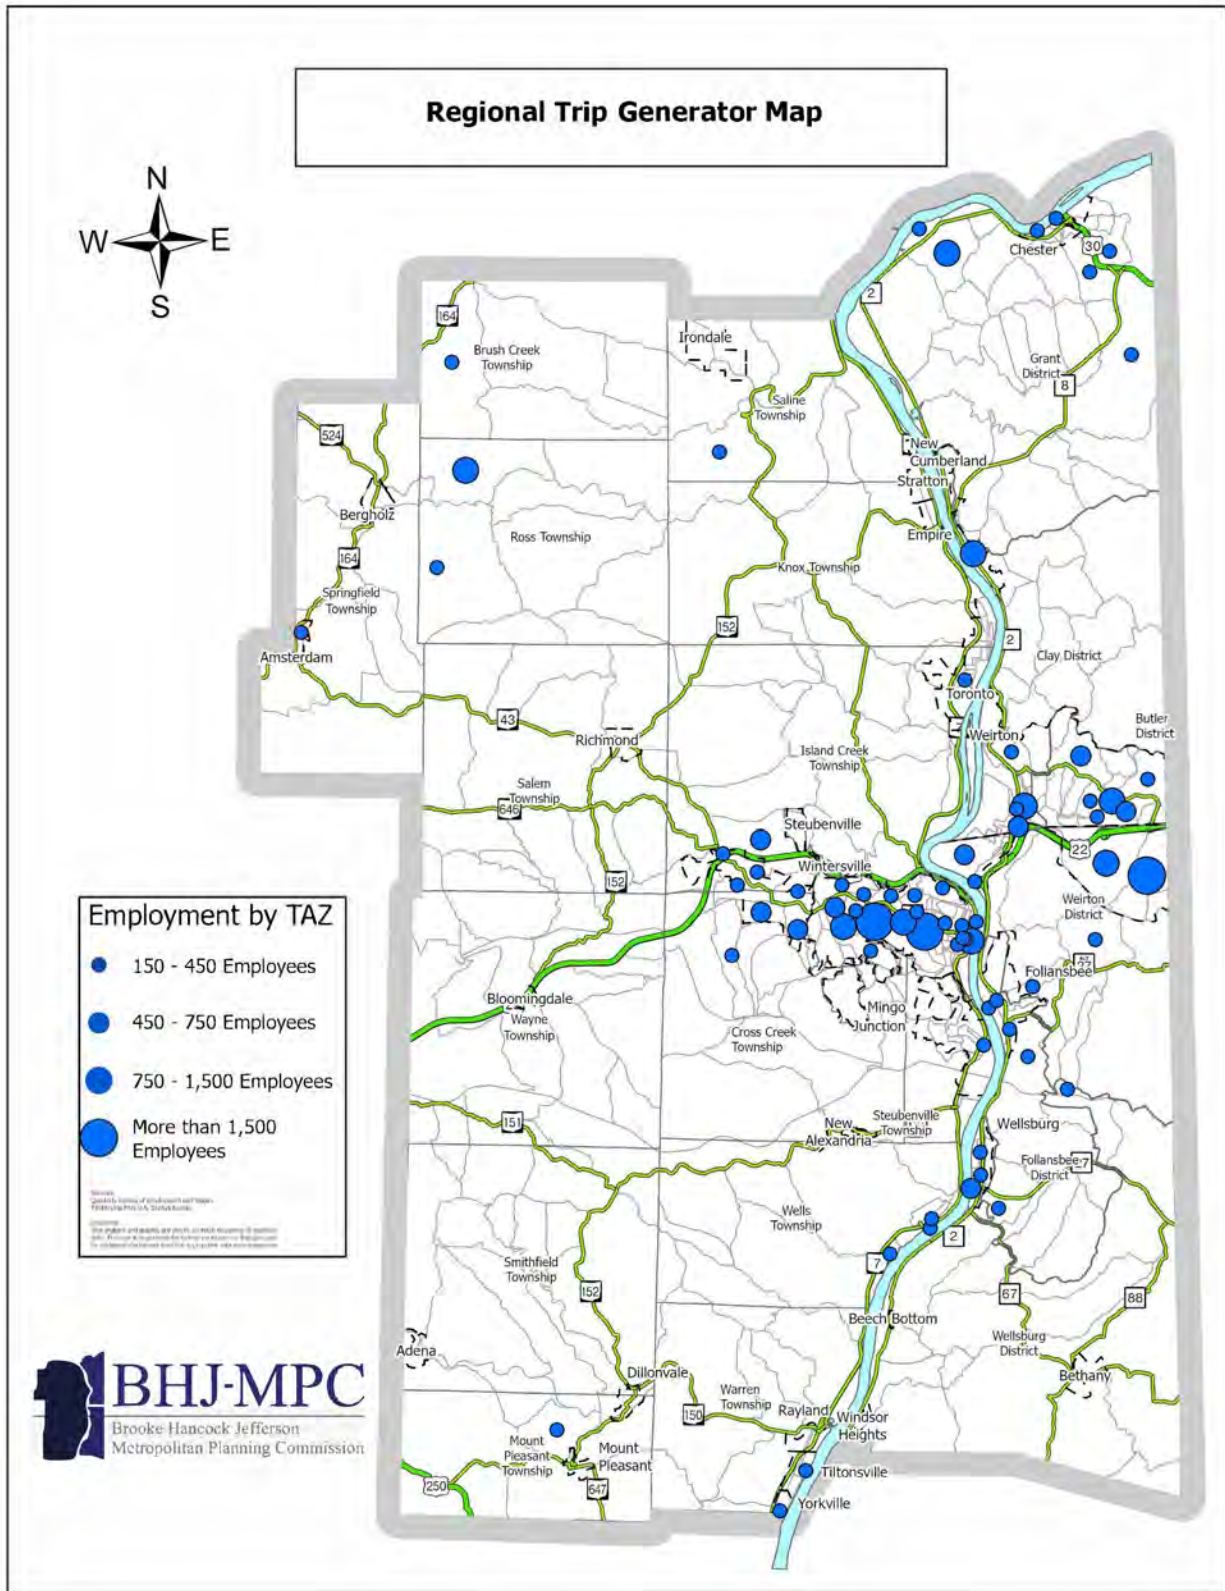 Regional Trip Generator Map
N
W E
S
Chester
30
2
164
Irondale
Brush Creek
Township
Grant
District
8
Saline
Township
524
New
Cumberland
Stratton
Bergholz
Empire
Ross Township
164
Knox Township
Springfield
Township
152
2
Amsterdam
Clay District
Toronto
43
Butler
District
Richmond
Weirton
Island Creek
Township
Salem
Township
646
Steubenville
22
Wintersville
152
Weirton
District
Employment by TAZ
150 - 450 Employees
450 - 750 Employees
750 - 1,500 Employees
More than 1,500
Employees
27
Follansbee
Bloomingdale
Wayne
Township
Mingo
Junction
Cross Creek
Township
151
Steubenville
Township
New
Alexandria
Wellsburg
Follansbee
District
Wells
Township
2
7
Smithfield
Township
152
67
88
Beech Bottom
Wellsburg
District
Adena
Bethany
Dillonvale
Warren
Township
150
Rayland
Windsor
Heights
Mount
Pleasant
Township
Mount
Pleasant
250
647
Tiltonsville
Yorkville
BHJ-MPC
Brooke Hancock Jefferson
Metropolitan Planning Commission